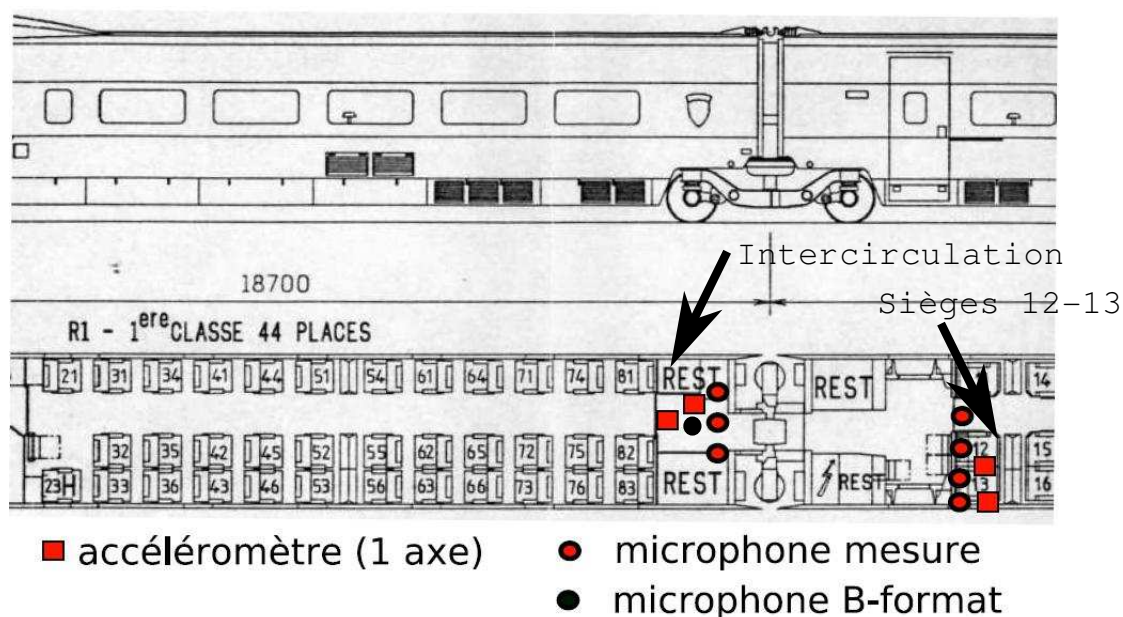 Intercirculation
18700
Sièges 12-13
R1 - 1ere CLASSE 44 PLACES
21 31 34 41 44 51 54 61 64 71 74 81 REST REST 14
32 35 42 45 52 55 62 65 72 75 82 12 15
23H 33 36 43 46 53 56 63 66 73 76 83 REST REST 3 16
accéléromètre (1 axe)
microphone mesure
microphone B-format